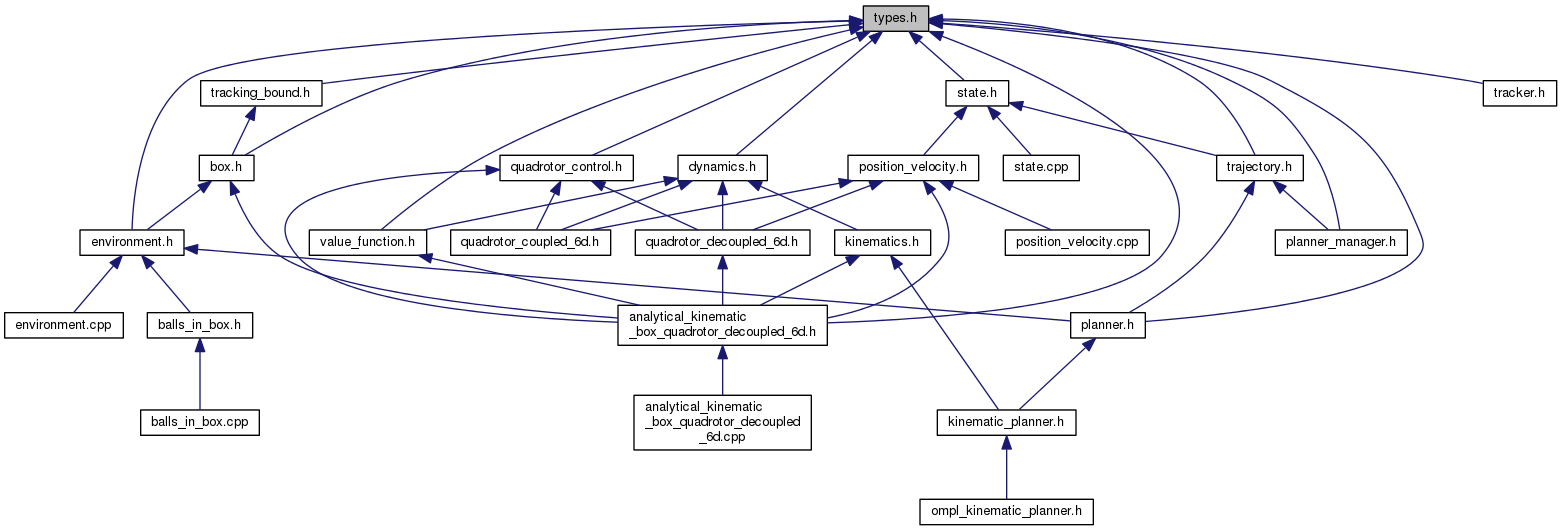 types.h
tracking_bound.h
state.h
tracker.h
box.h
quadrotor_control.h
dynamics.h
position_velocity.h
state.cpp
trajectory.h
environment.h
value_function.h
quadrotor_coupled_6d.h
quadrotor_decoupled_6d.h
kinematics.h
position_velocity.cpp
planner_manager.h
environment.cpp
balls_in_box.h
analytical_kinematic
_box_quadrotor_decoupled_6d.h
planner.h
balls_in_box.cpp
analytical_kinematic
_box_quadrotor_decoupled
_6d.cpp
kinematic_planner.h
ompl_kinematic_planner.h